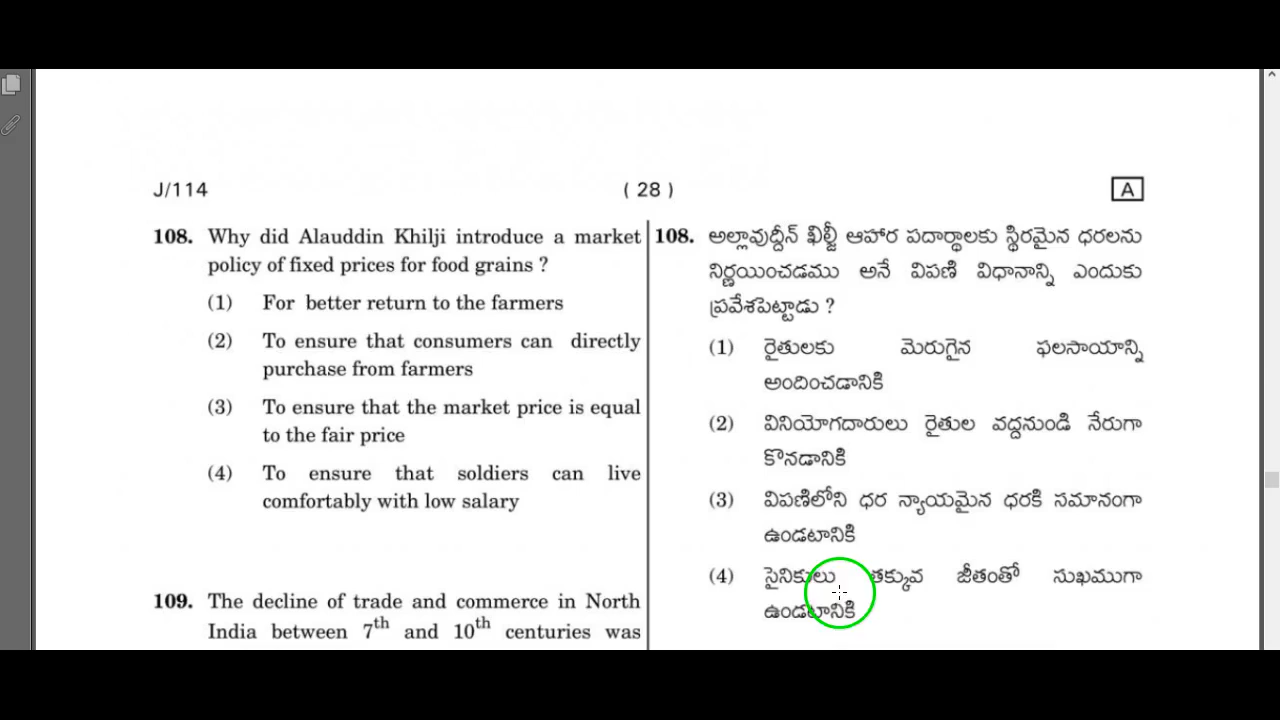 J/114
( 28 )
A
108. Why did Alauddin Khilji introduce a market
policy of fixed prices for food grains ?
(1) For better return to the farmers
(2) To ensure that consumers can directly
purchase from farmers
(3) To ensure that the market price is equal
to the fair price
(4) To ensure that soldiers can live
comfortably with low salary
109. The decline of trade and commerce in North
India between 7th and 10th centuries was
108. అల్లావుద్దీన్ ఖిల్జీ ఆహార పదార్థాలకు స్థిరమైన ధరలను
నిర్ణయించడము అనే విపణి విధానాన్ని ఎందుకు
ప్రవేశపెట్టాడు ?
(1) రైతులకు మెరుగైన ఫలసాయాన్ని
అందించడానికి
(2) వినియోగదారులు రైతుల వద్దనుండి నేరుగా
కొనడానికి
(3) విపణిలోని ధర న్యాయమైన ధరకి సమానంగా
ఉండటానికి
(4) సైనికులు తక్కువ జీతంతో సుఖముగా
ఉండటానికి